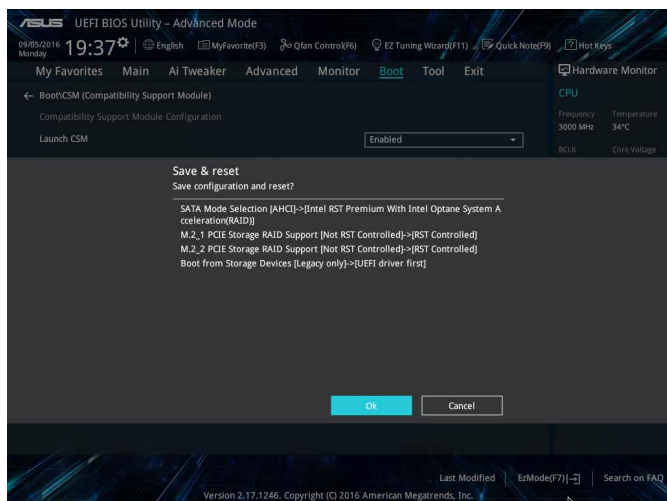 ASUS UEFI BIOS Utility – Advanced Mode
09/05/2016 Monday 19:37 English MyFavorite(F3) Qfan Control(F6) EZ Tuning Wizard(F11) Quick Note(F9) ? Hot Keys
My Favorites Main Ai Tweaker Advanced Monitor Boot Tool Exit Hardware Monitor
← Boot\CSM (Compatibility Support Module) CPU
Compatibility Support Module Configuration Frequency Temperature
3000 MHz 34°C
Launch CSM Enabled
BCLK Core Voltage
Save & reset
Save configuration and reset?
SATA Mode Selection [AHCI]->[Intel RST Premium With Intel Optane System A
cceleration(RAID)]
M.2_1 PCIE Storage RAID Support [Not RST Controlled]->[RST Controlled]
M.2_2 PCIE Storage RAID Support [Not RST Controlled]->[RST Controlled]
Boot from Storage Devices [Legacy only]->[UEFI driver first]
Ok Cancel
Last Modified EzMode(F7) Search on FAQ
Version 2.17.1246. Copyright (C) 2016 American Megatrends, Inc.